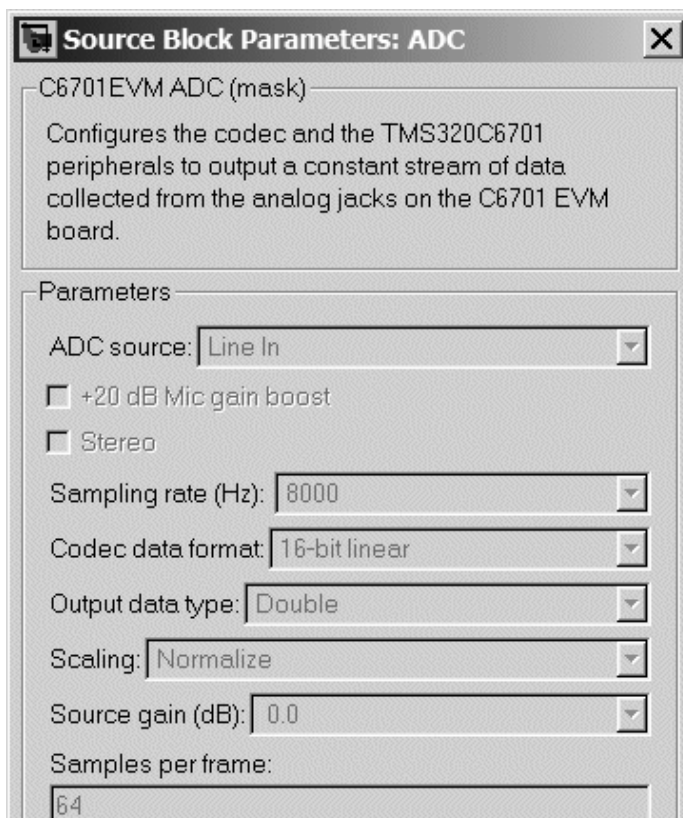 Source Block Parameters: ADC
C6701EVM ADC (mask)
Configures the codec and the TMS320C6701
peripherals to output a constant stream of data
collected from the analog jacks on the C6701 EVM
board.
Parameters
ADC source: Line In
+20 dB Mic gain boost
Stereo
Sampling rate (Hz): 8000
Codec data format: 16-bit linear
Output data type: Double
Scaling: Normalize
Source gain (dB): 0.0
Samples per frame:
64